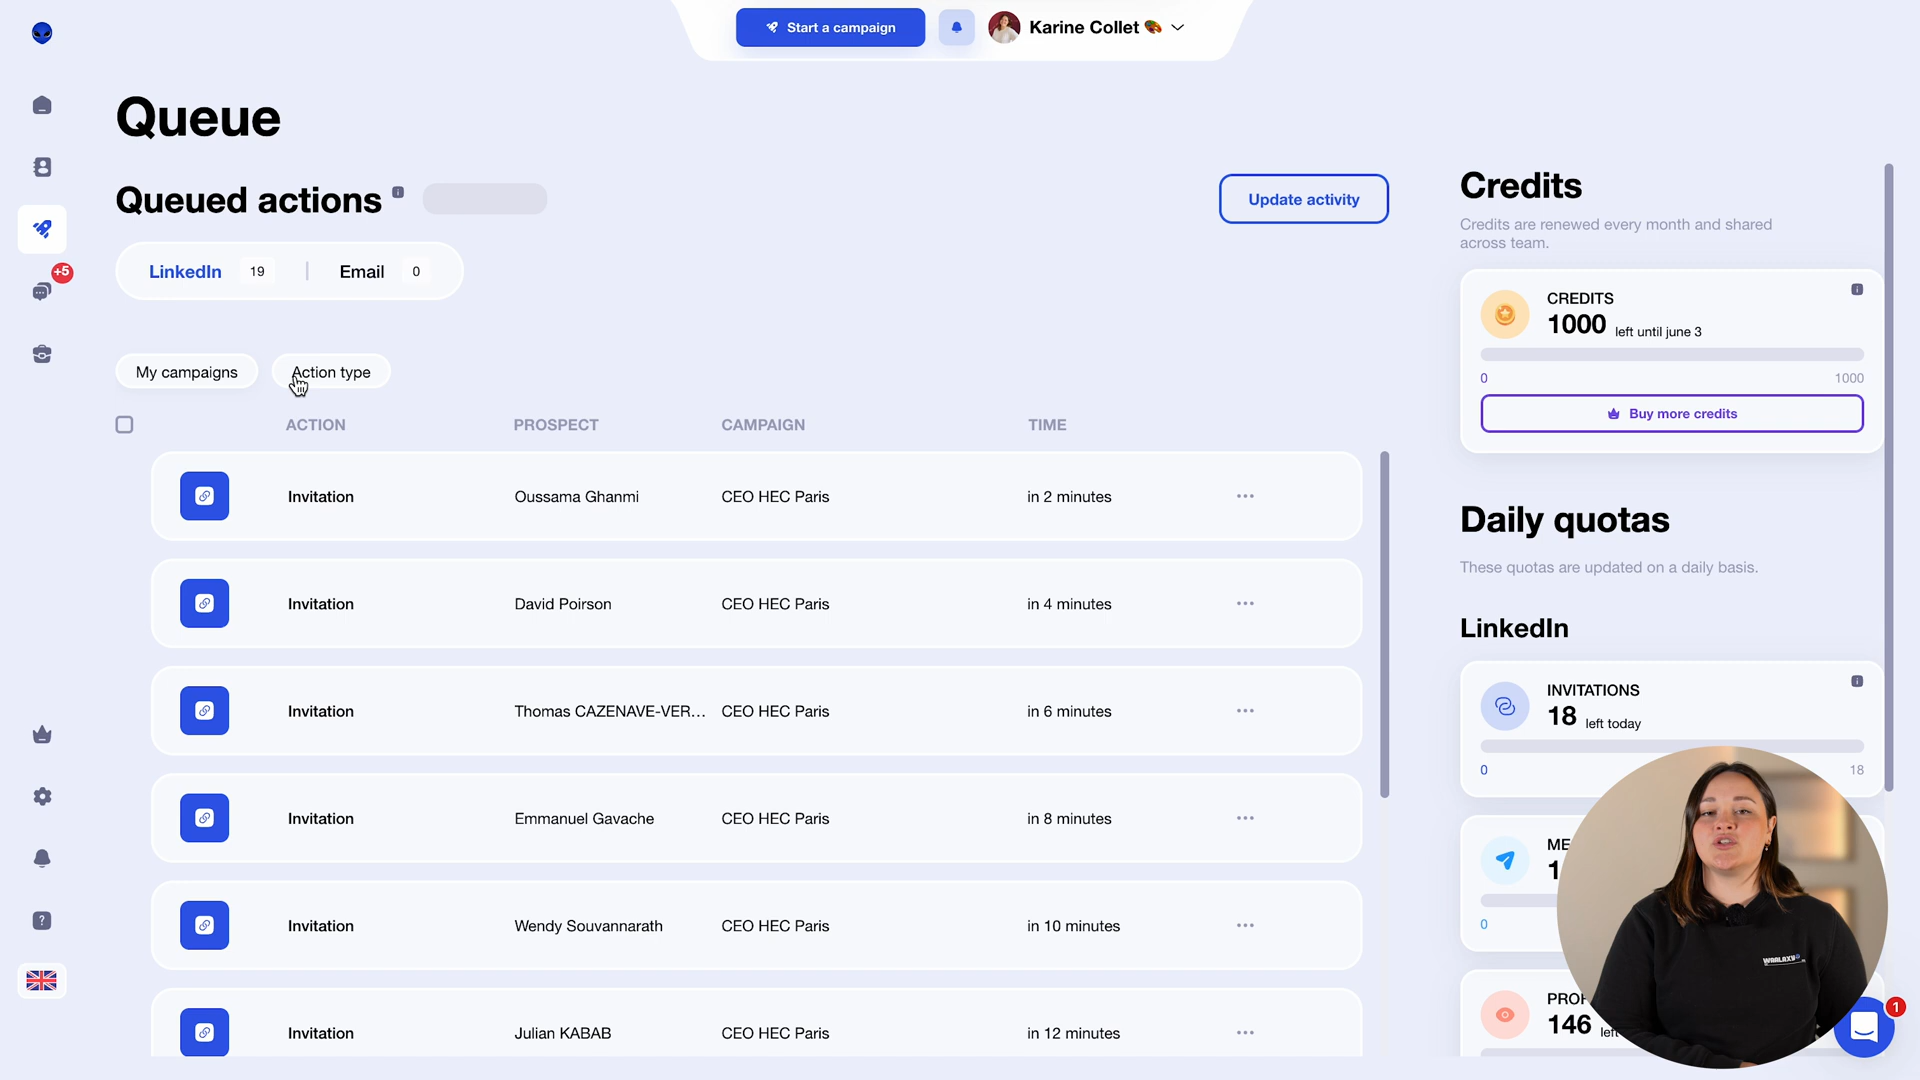 Start a campaign
Karine Collet
Queue
Queued actions
Update activity
LinkedIn 19 | Email 0
My campaigns
Action type
ACTION PROSPECT CAMPAIGN TIME
Invitation Oussama Ghanmi CEO HEC Paris in 2 minutes
Invitation David Poirson CEO HEC Paris in 4 minutes
Invitation Thomas CAZENAVE-VER... CEO HEC Paris in 6 minutes
Invitation Emmanuel Gavache CEO HEC Paris in 8 minutes
Invitation Wendy Souvannarath CEO HEC Paris in 10 minutes
Invitation Julian KABAB CEO HEC Paris in 12 minutes
+5
?
Credits
Credits are renewed every month and shared
across team.
CREDITS
1000 left until june 3
0 1000
Buy more credits
Daily quotas
These quotas are updated on a daily basis.
LinkedIn
INVITATIONS
18 left today
0 18
ME
1
0
146
WAALAXY
1